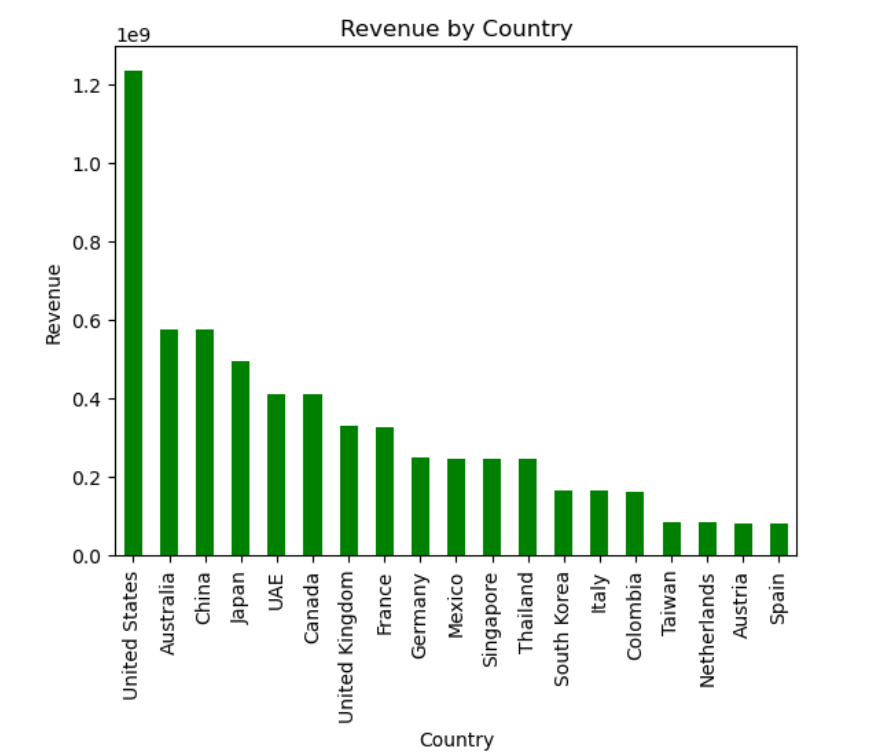 Revenue by Country
1e9
1.2
1.0
0.8
0.6
0.4
0.2
0.0
Revenue
United States
Australia
China
Japan
UAE
Canada
United Kingdom
France
Germany
Mexico
Singapore
Thailand
South Korea
Italy
Colombia
Taiwan
Netherlands
Austria
Spain
Country